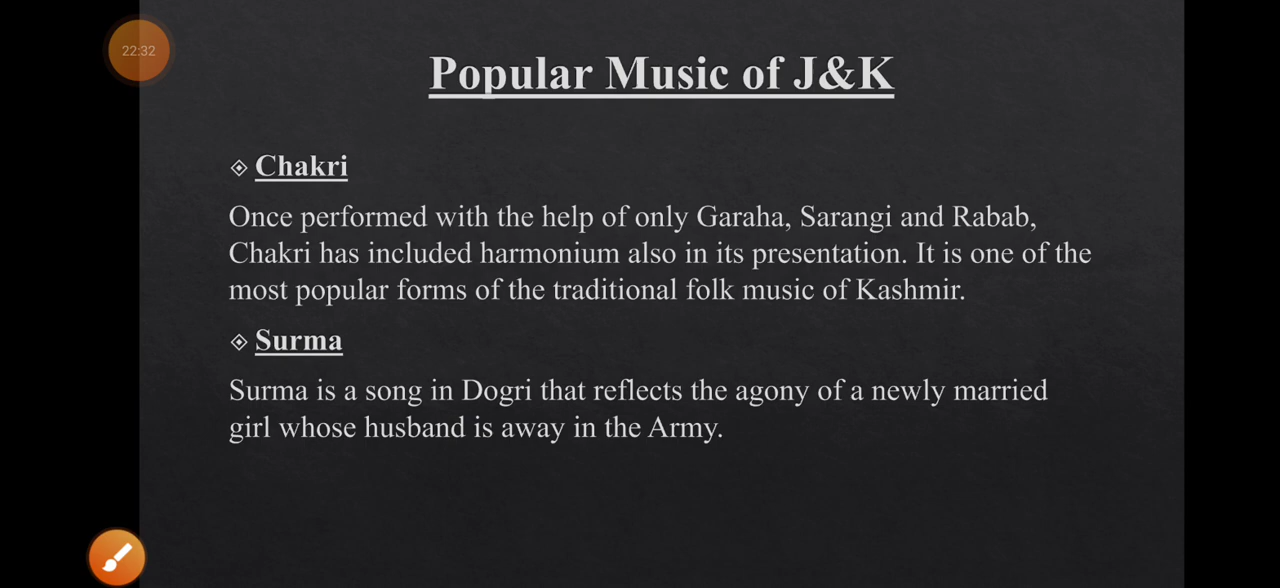 22:32
Popular Music of J&K
Chakri
Once performed with the help of only Garaha, Sarangi and Rabab,
Chakri has included harmonium also in its presentation. It is one of the
most popular forms of the traditional folk music of Kashmir.
Surma
Surma is a song in Dogri that reflects the agony of a newly married
girl whose husband is away in the Army.